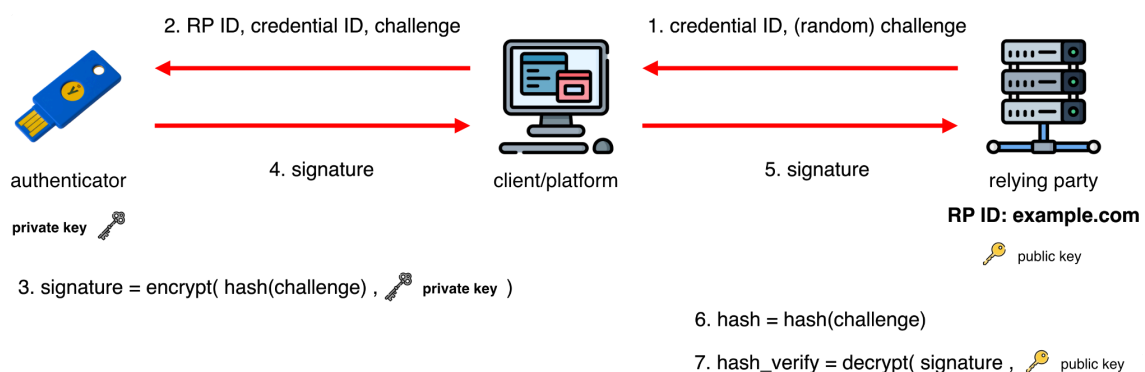 2. RP ID, credential ID, challenge
1. credential ID, (random) challenge
y
4. signature
5. signature
authenticator
client/platform
relying party
RP ID: example.com
private key
public key
3. signature = encrypt( hash(challenge) , private key )
6. hash = hash(challenge)
7. hash_verify = decrypt( signature , public key